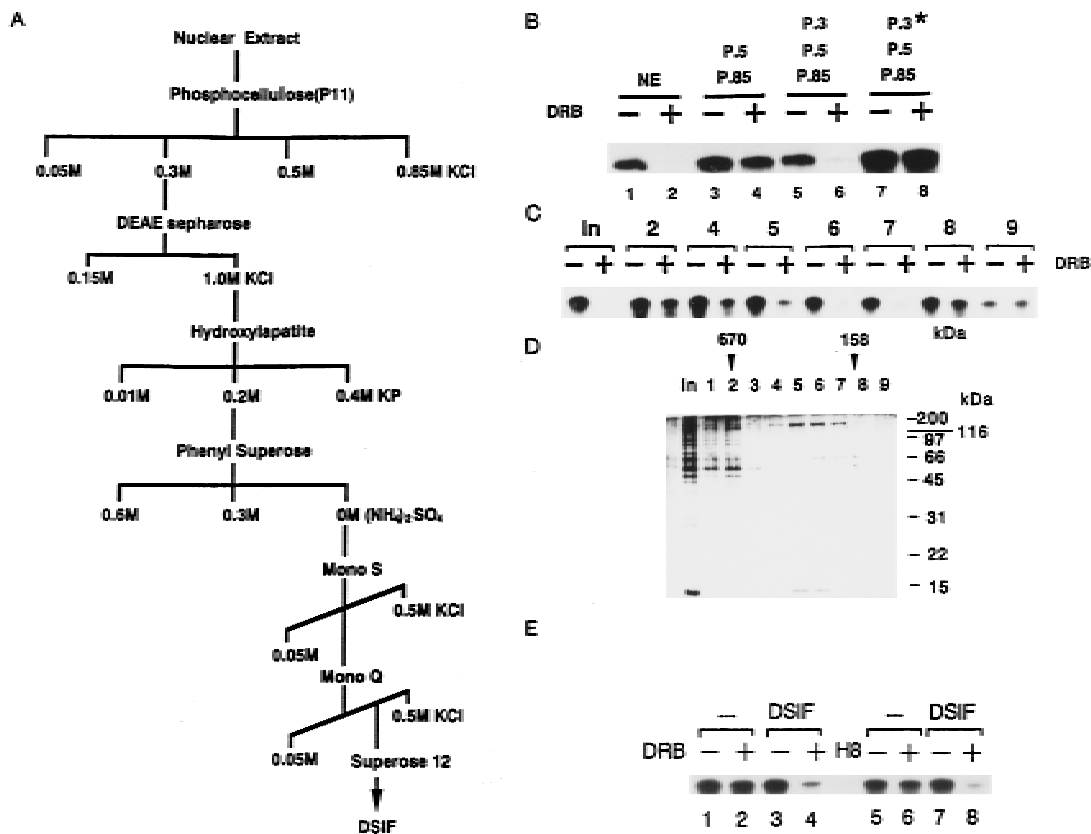 A
Nuclear Extract
Phosphocellulose(P11)
0.05M 0.3M 0.5M 0.85M KCl
DEAE sepharose
0.15M 1.0M KCl
Hydroxylapatite
0.01M 0.2M 0.4M KP
Phenyl Superose
0.6M 0.3M 0M (NH₄)₂SO₄
Mono S
0.5M KCl
0.05M
Mono Q
0.5M KCl
0.05M
Superose 12
DSIF
B
P.3 P.3*
P.5 P.5 P.5
NE P.85 P.85 P.85
DRB − + − + − + − +
1 2 3 4 5 6 7 8
C
In 2 4 5 6 7 8 9
− + − + − + − + − + − + − + − + DRB
kDa
D
670 158
In 1 2 3 4 5 6 7 8 9
kDa
−200
116
−97
−66
−45
−31
−22
−15
E
− DSIF − DSIF
DRB − + − + H8 − + − +
1 2 3 4 5 6 7 8